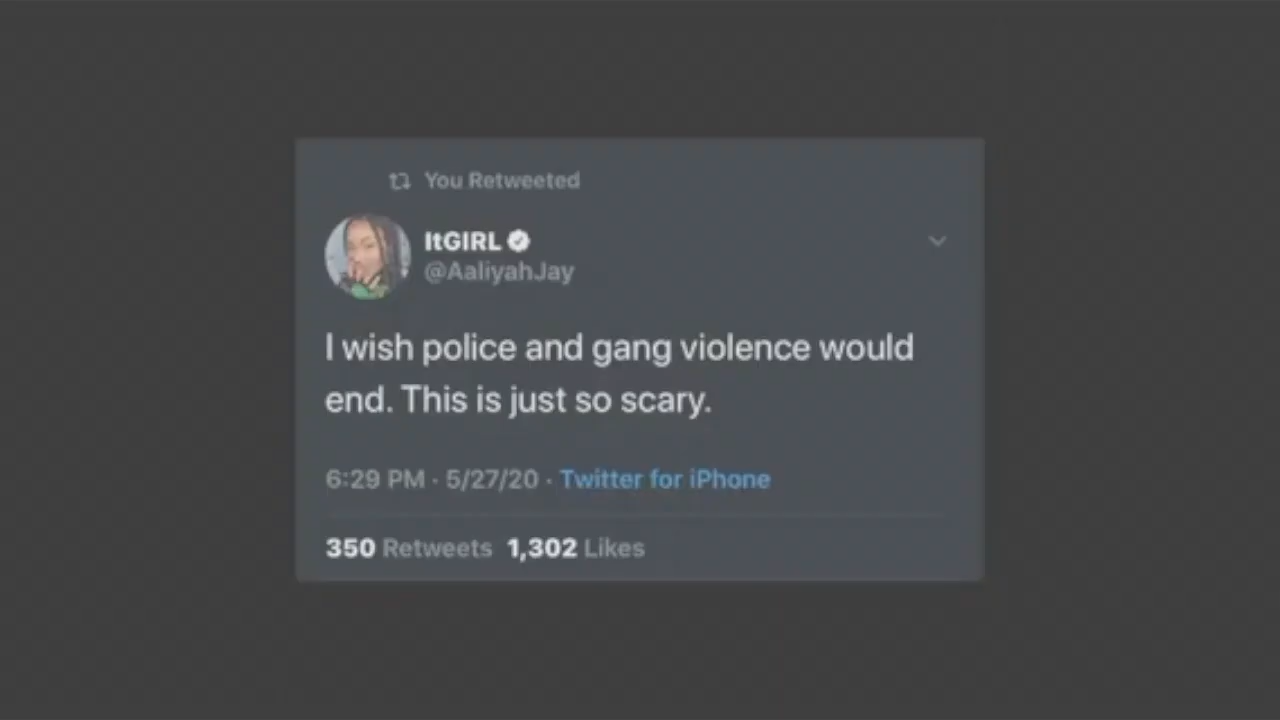 You Retweeted
ItGIRL
@AaliyahJay
I wish police and gang violence would
end. This is just so scary.
6:29 PM · 5/27/20 · Twitter for iPhone
350 Retweets 1,302 Likes